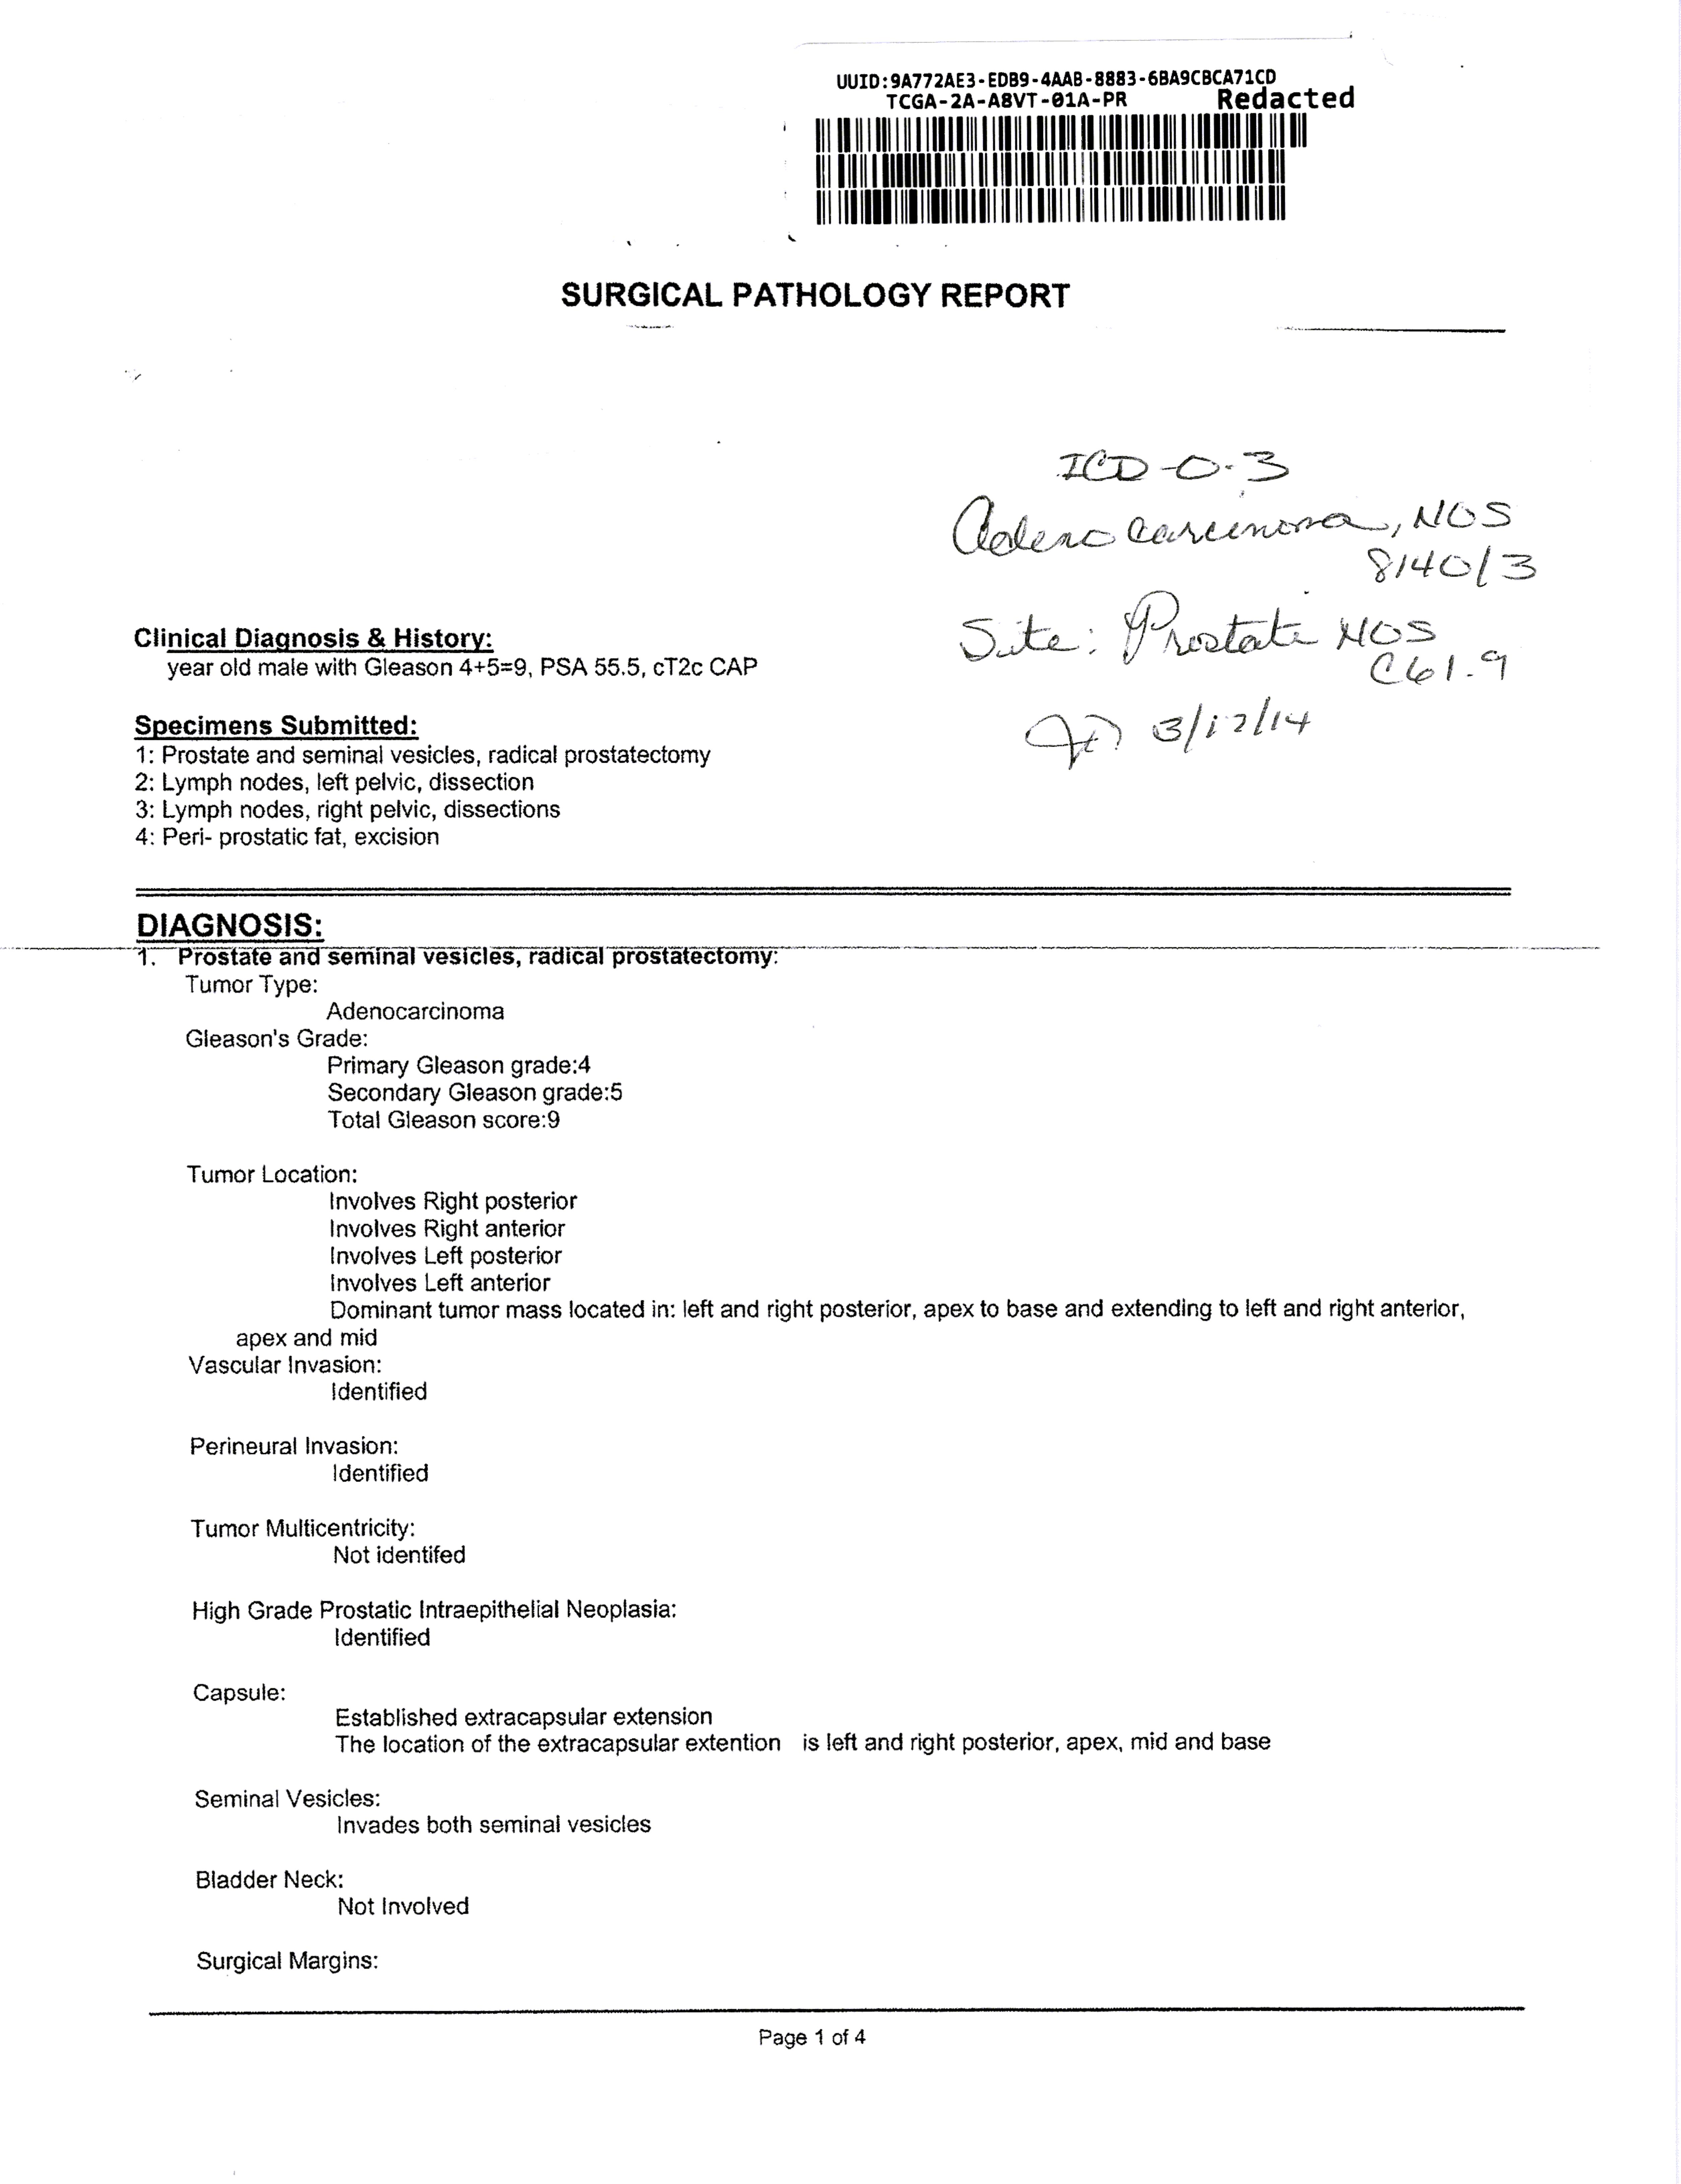 UUID:9A772AE3-EDB9-4AAB-8883-6BA9CBCA71CD
TCGA-2A-A8VT-01A-PR Redacted
SURGICAL PATHOLOGY REPORT
ICD-O-3
Adenocarcinoma, NOS
8140/3
Site: Prostate NOS
C61.9
3/12/14
Clinical Diagnosis & History:
year old male with Gleason 4+5=9, PSA 55.5, cT2c CAP
Specimens Submitted:
1: Prostate and seminal vesicles, radical prostatectomy
2: Lymph nodes, left pelvic, dissection
3: Lymph nodes, right pelvic, dissections
4: Peri- prostatic fat, excision
DIAGNOSIS:
1. Prostate and seminal vesicles, radical prostatectomy:
Tumor Type:
Adenocarcinoma
Gleason's Grade:
Primary Gleason grade:4
Secondary Gleason grade:5
Total Gleason score:9
Tumor Location:
Involves Right posterior
Involves Right anterior
Involves Left posterior
Involves Left anterior
Dominant tumor mass located in: left and right posterior, apex to base and extending to left and right anterior,
apex and mid
Vascular Invasion:
Identified
Perineural Invasion:
Identified
Tumor Multicentricity:
Not identifed
High Grade Prostatic Intraepithelial Neoplasia:
Identified
Capsule:
Established extracapsular extension
The location of the extracapsular extention is left and right posterior, apex, mid and base
Seminal Vesicles:
Invades both seminal vesicles
Bladder Neck:
Not Involved
Surgical Margins:
Page 1 of 4